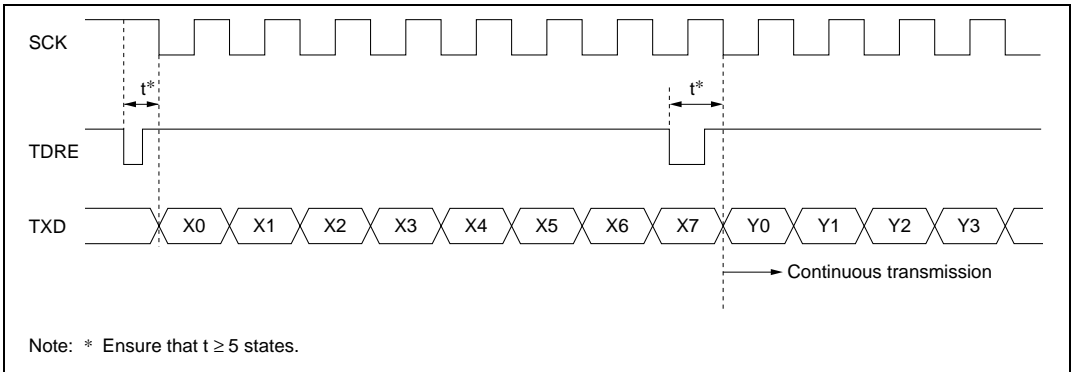 SCK
t* t*
TDRE
TXD X0 X1 X2 X3 X4 X5 X6 X7 Y0 Y1 Y2 Y3
Continuous transmission
Note: * Ensure that t ≥ 5 states.